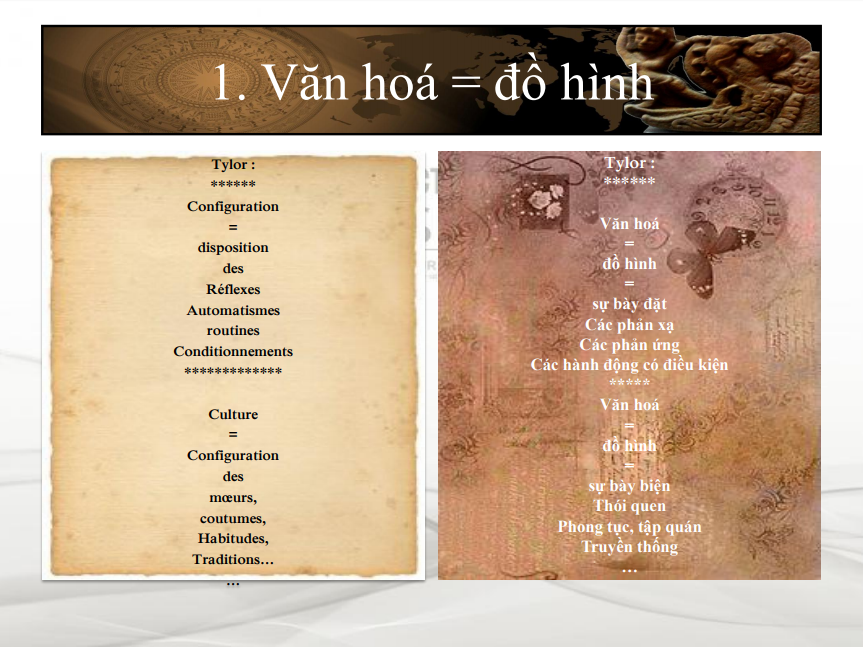 1. Văn hoá = đồ hình
Tylor :
******
Configuration
=
disposition
des
Réflexes
Automatismes
routines
Conditionnements
*************
Culture
=
Configuration
des
mœurs,
coutumes,
Habitudes,
Traditions…
…
Tylor :
******
Văn hoá
=
đồ hình
=
sự bày đặt
Các phản xạ
Các phản ứng
Các hành động có điều kiện
*****
Văn hoá
=
đồ hình
=
sự bày biện
Thói quen
Phong tục, tập quán
Truyền thống
…